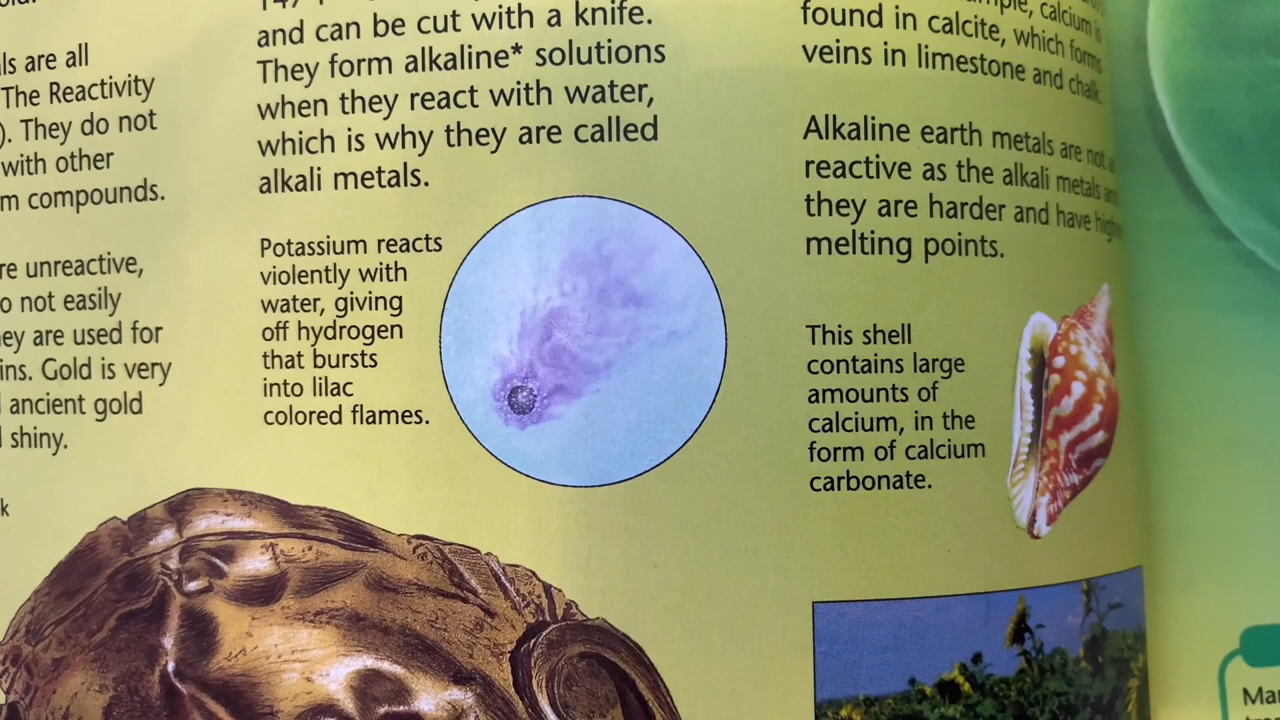 ls are all
The Reactivity
). They do not
with other
m compounds.
re unreactive,
o not easily
hey are used for
ins. Gold is very
ancient gold
shiny.
k
and can be cut with a knife.
They form alkaline* solutions
when they react with water,
which is why they are called
alkali metals.
Potassium reacts
violently with
water, giving
off hydrogen
that bursts
into lilac
colored flames.
calcium is
found in calcite, which forms
veins in limestone and chalk.
Alkaline earth metals are not
reactive as the alkali metals
they are harder and have
melting points.
This shell
contains large
amounts of
calcium, in the
form of calcium
carbonate.